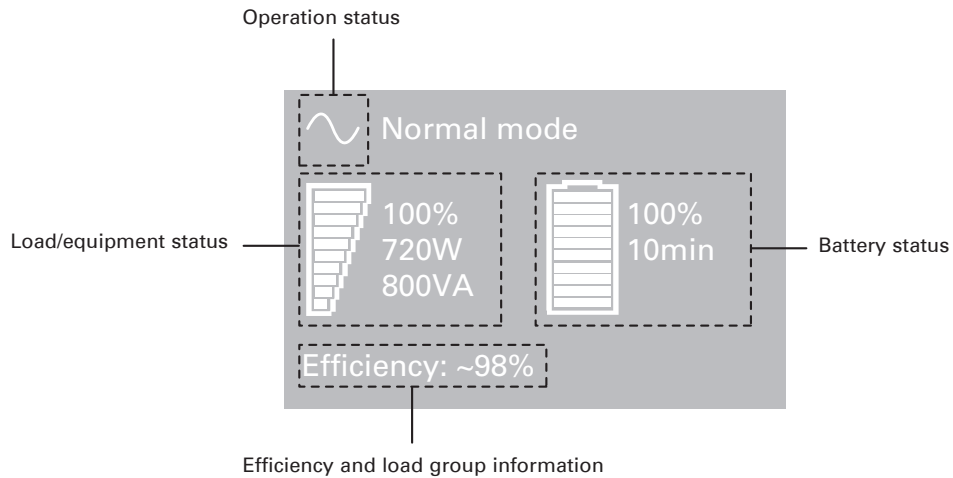 Operation status
Normal mode
Load/equipment status
100%
720W
800VA
100%
10min
Battery status
Efficiency: ~98%
Efficiency and load group information